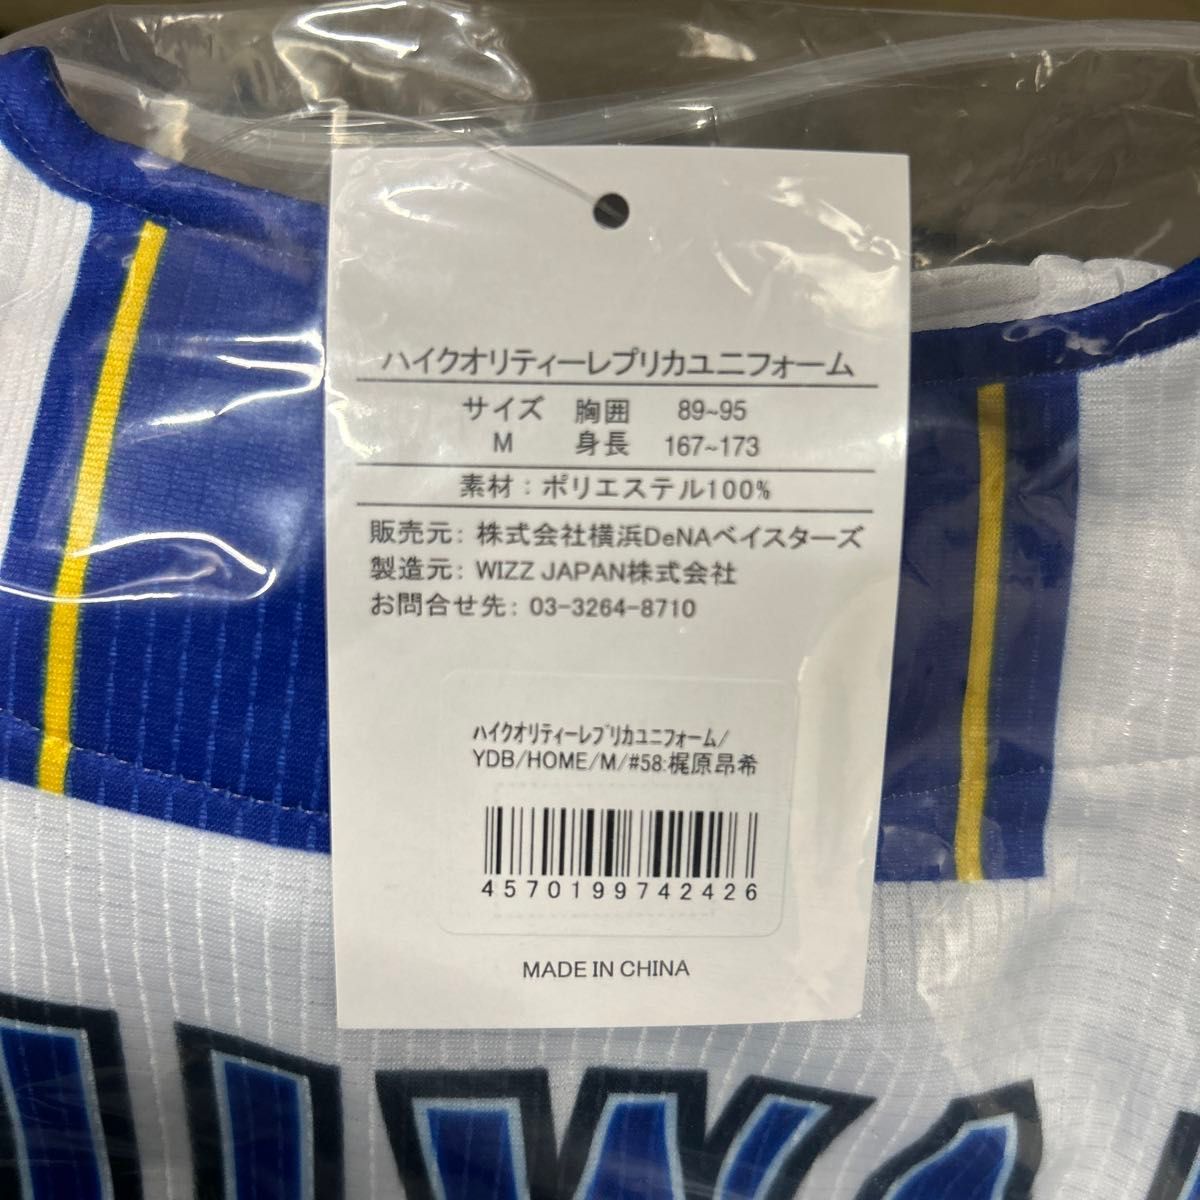 ハイクオリティーレプリカユニフォーム
サイズ 胸囲 89~95
M 身長 167~173
素材：ポリエステル100%
販売元: 株式会社横浜DeNAベイスターズ
製造元: WIZZ JAPAN株式会社
お問合せ先: 03-3264-8710
ﾊｲｸｵﾘﾃｨｰﾚﾌﾟﾘｶﾕﾆﾌｫｰﾑ/
YDB/HOME/M/#58:梶原昂希
4570199742426
MADE IN CHINA